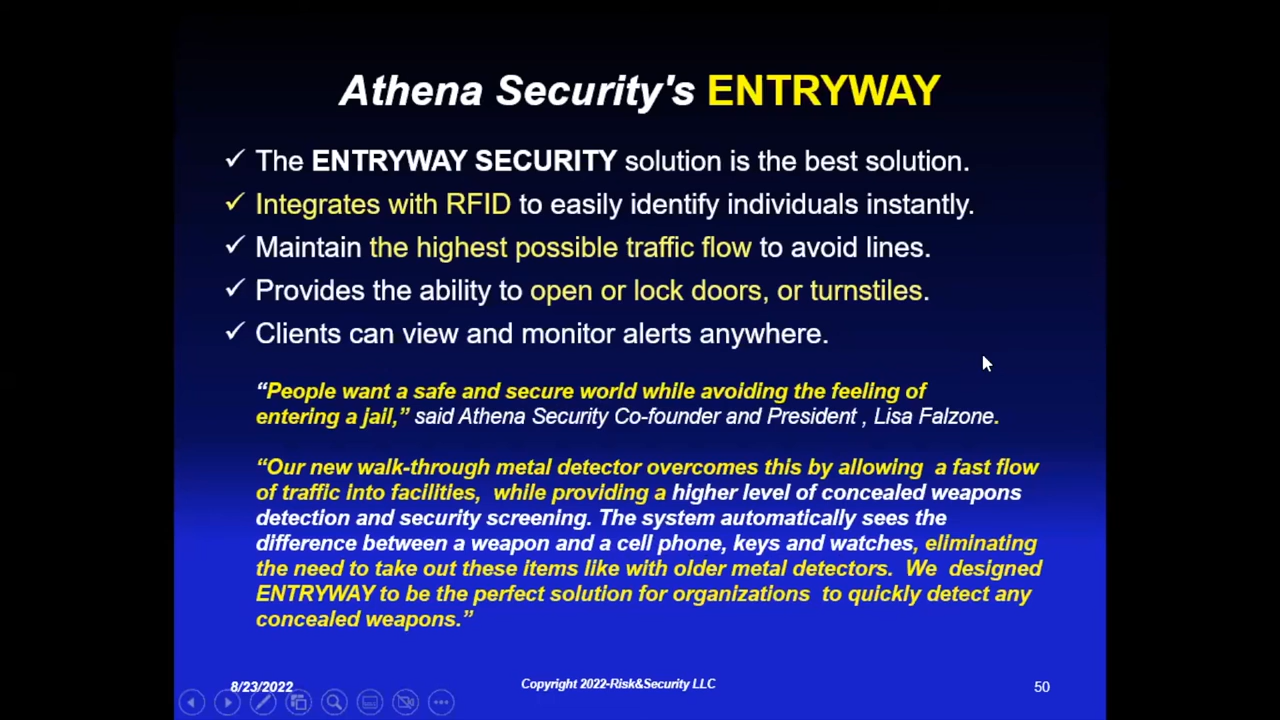 Athena Security's ENTRYWAY
✓ The ENTRYWAY SECURITY solution is the best solution.
✓ Integrates with RFID to easily identify individuals instantly.
✓ Maintain the highest possible traffic flow to avoid lines.
✓ Provides the ability to open or lock doors, or turnstiles.
✓ Clients can view and monitor alerts anywhere.
“People want a safe and secure world while avoiding the feeling of
entering a jail,” said Athena Security Co-founder and President , Lisa Falzone.
“Our new walk-through metal detector overcomes this by allowing a fast flow
of traffic into facilities, while providing a higher level of concealed weapons
detection and security screening. The system automatically sees the
difference between a weapon and a cell phone, keys and watches, eliminating
the need to take out these items like with older metal detectors. We designed
ENTRYWAY to be the perfect solution for organizations to quickly detect any
concealed weapons.”
8/23/2022
Copyright 2022-Risk&Security LLC
50